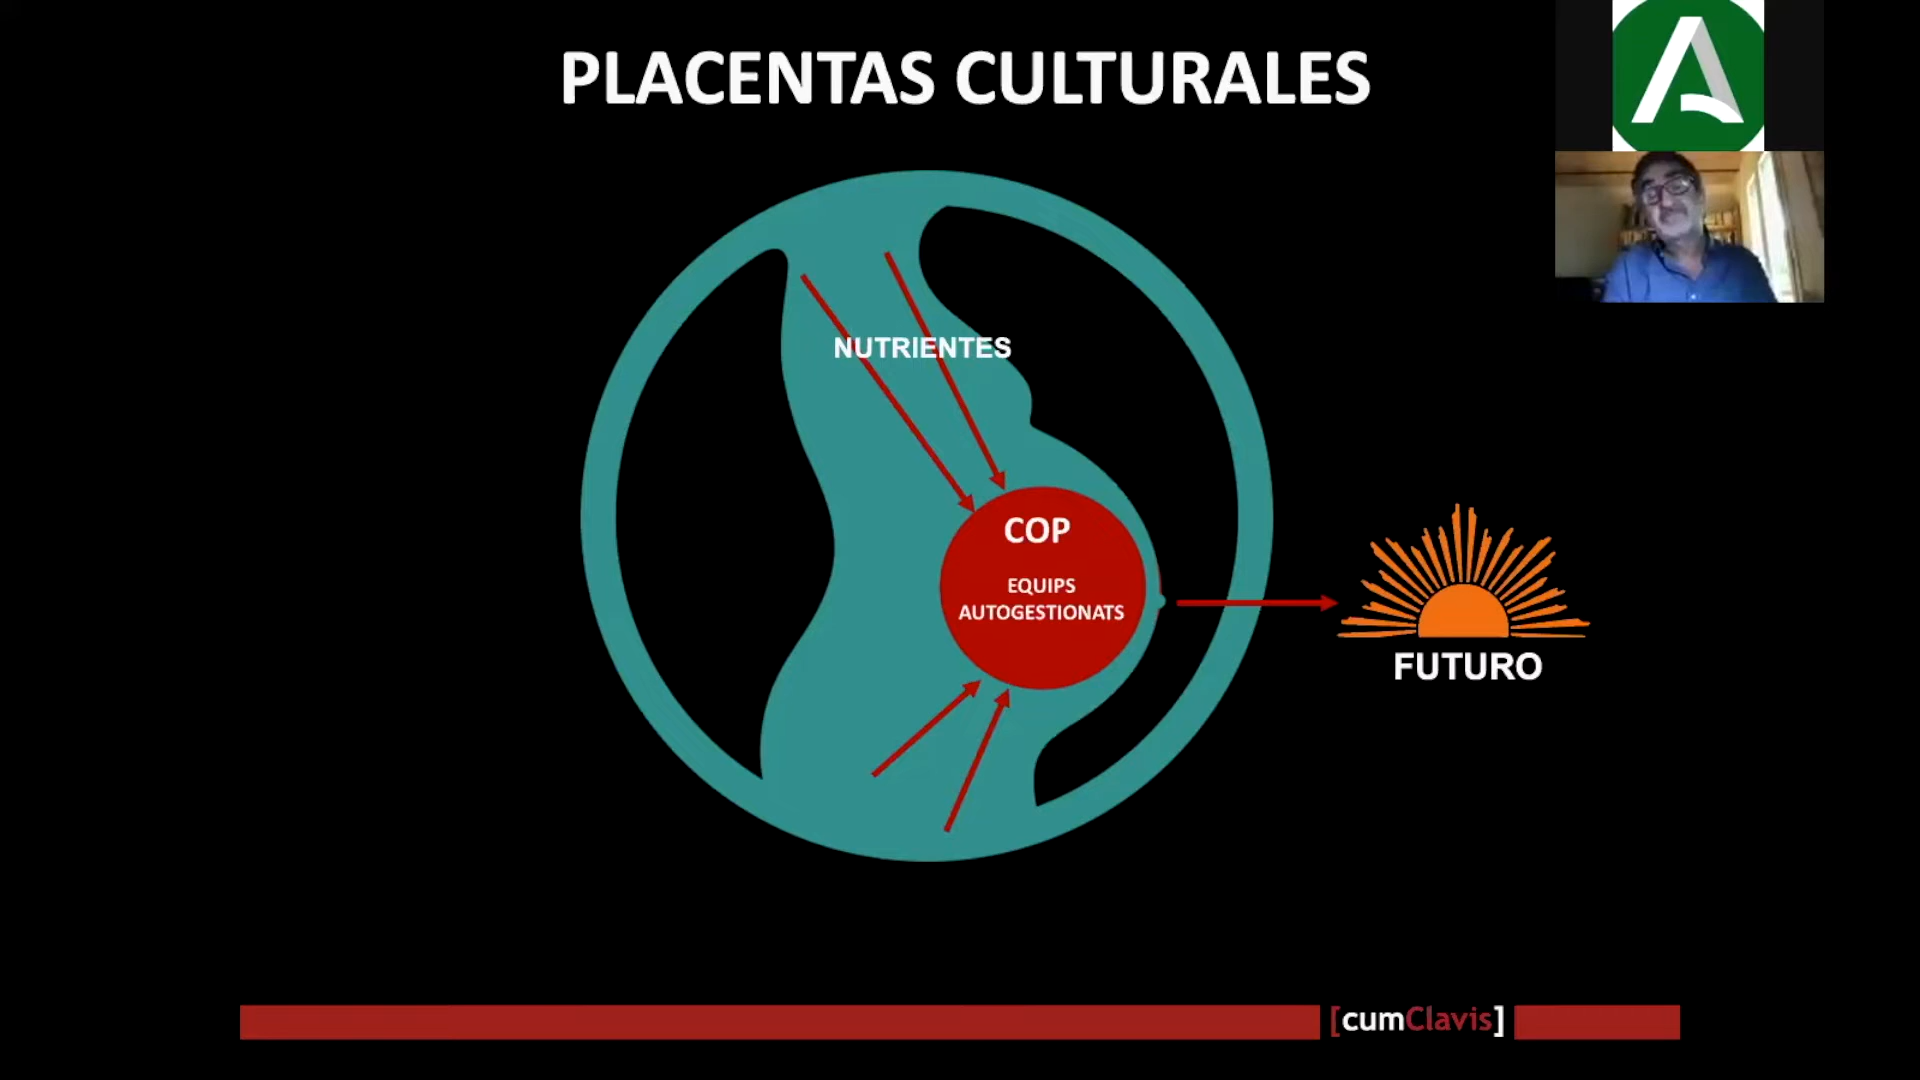 PLACENTAS CULTURALES
NUTRIENTES
COP
EQUIPS
AUTOGESTIONATS
FUTURO
[cumClavis]